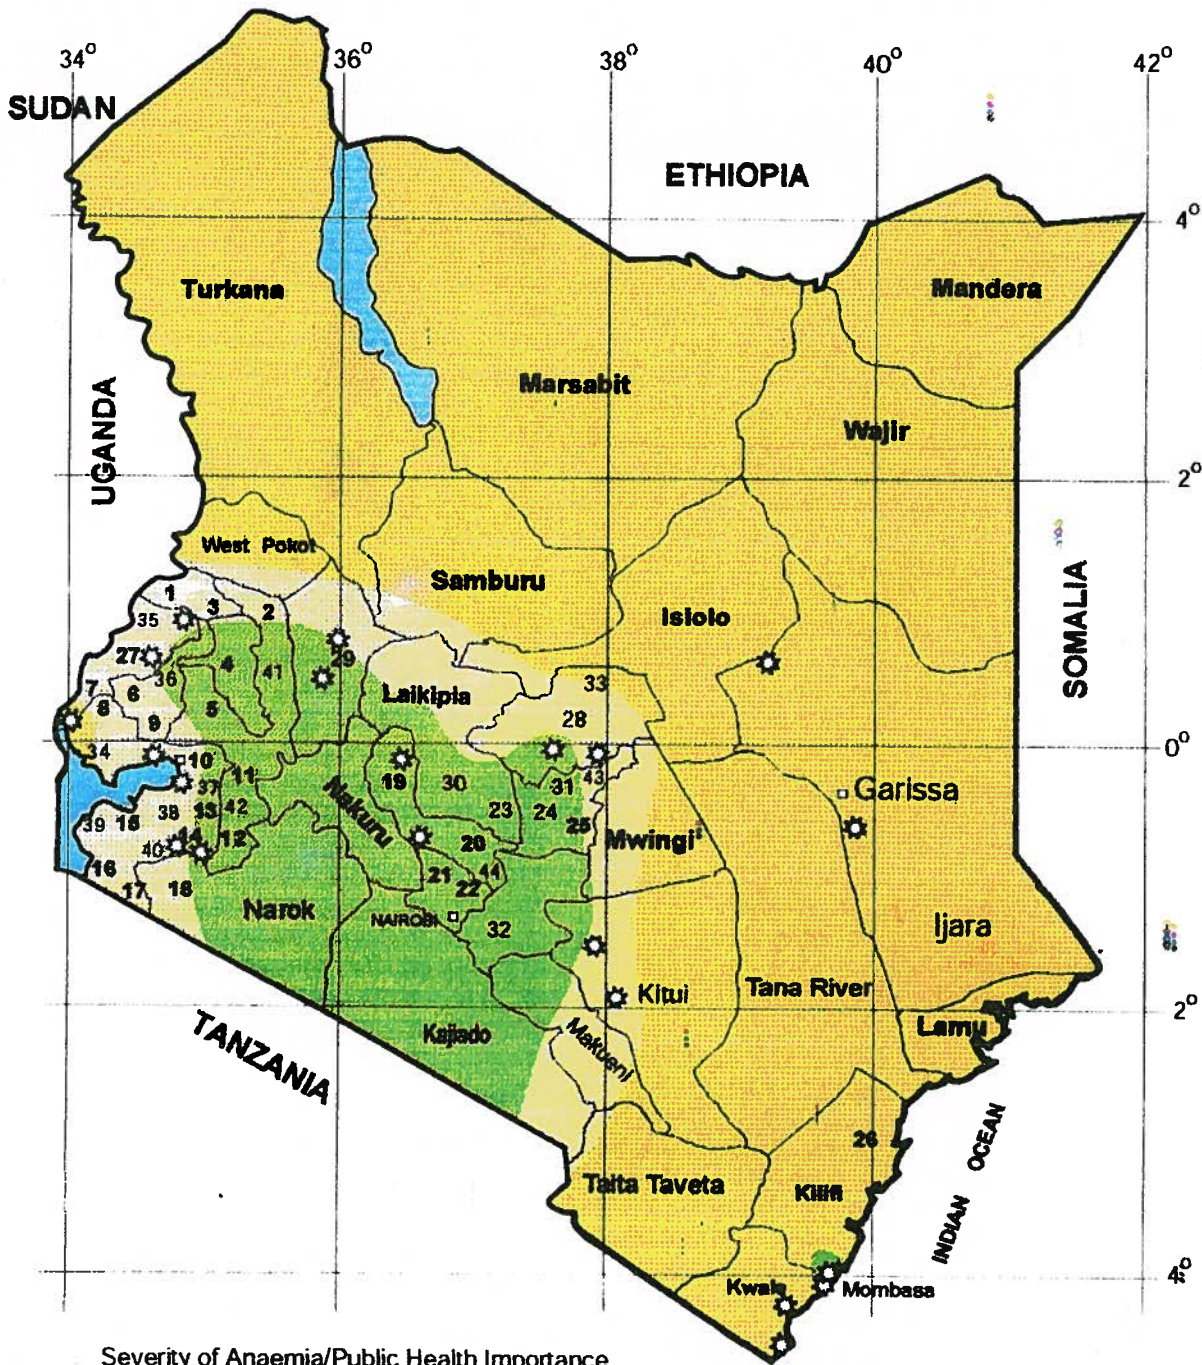 34° 36° 38° 40° 42°
SUDAN
ETHIOPIA
4°
Turkana
Mandera
Marsabit
UGANDA
Wajir
2°
West Pokot
Samburu
Isiolo
SOMALIA
1
3
2
35
27
36
4
41
29
Laikipia
33
7
6
8
5
9
28
34
0°
10
11
19
30
31
43
Garissa
37
Nakuru
23
24
39
15
38
13
42
25
Mwingi
40
14
12
20
16
21
44
17
18
22
Narok
NAIROBI
32
Ijara
Kitui
Tana River
2°
Lamu
TANZANIA
Kajiado
Makueni
26
INDIAN OCEAN
Taita Taveta
Kilifi
4°
Kwale
Mombasa
Severity of Anaemia/Public Health Importance